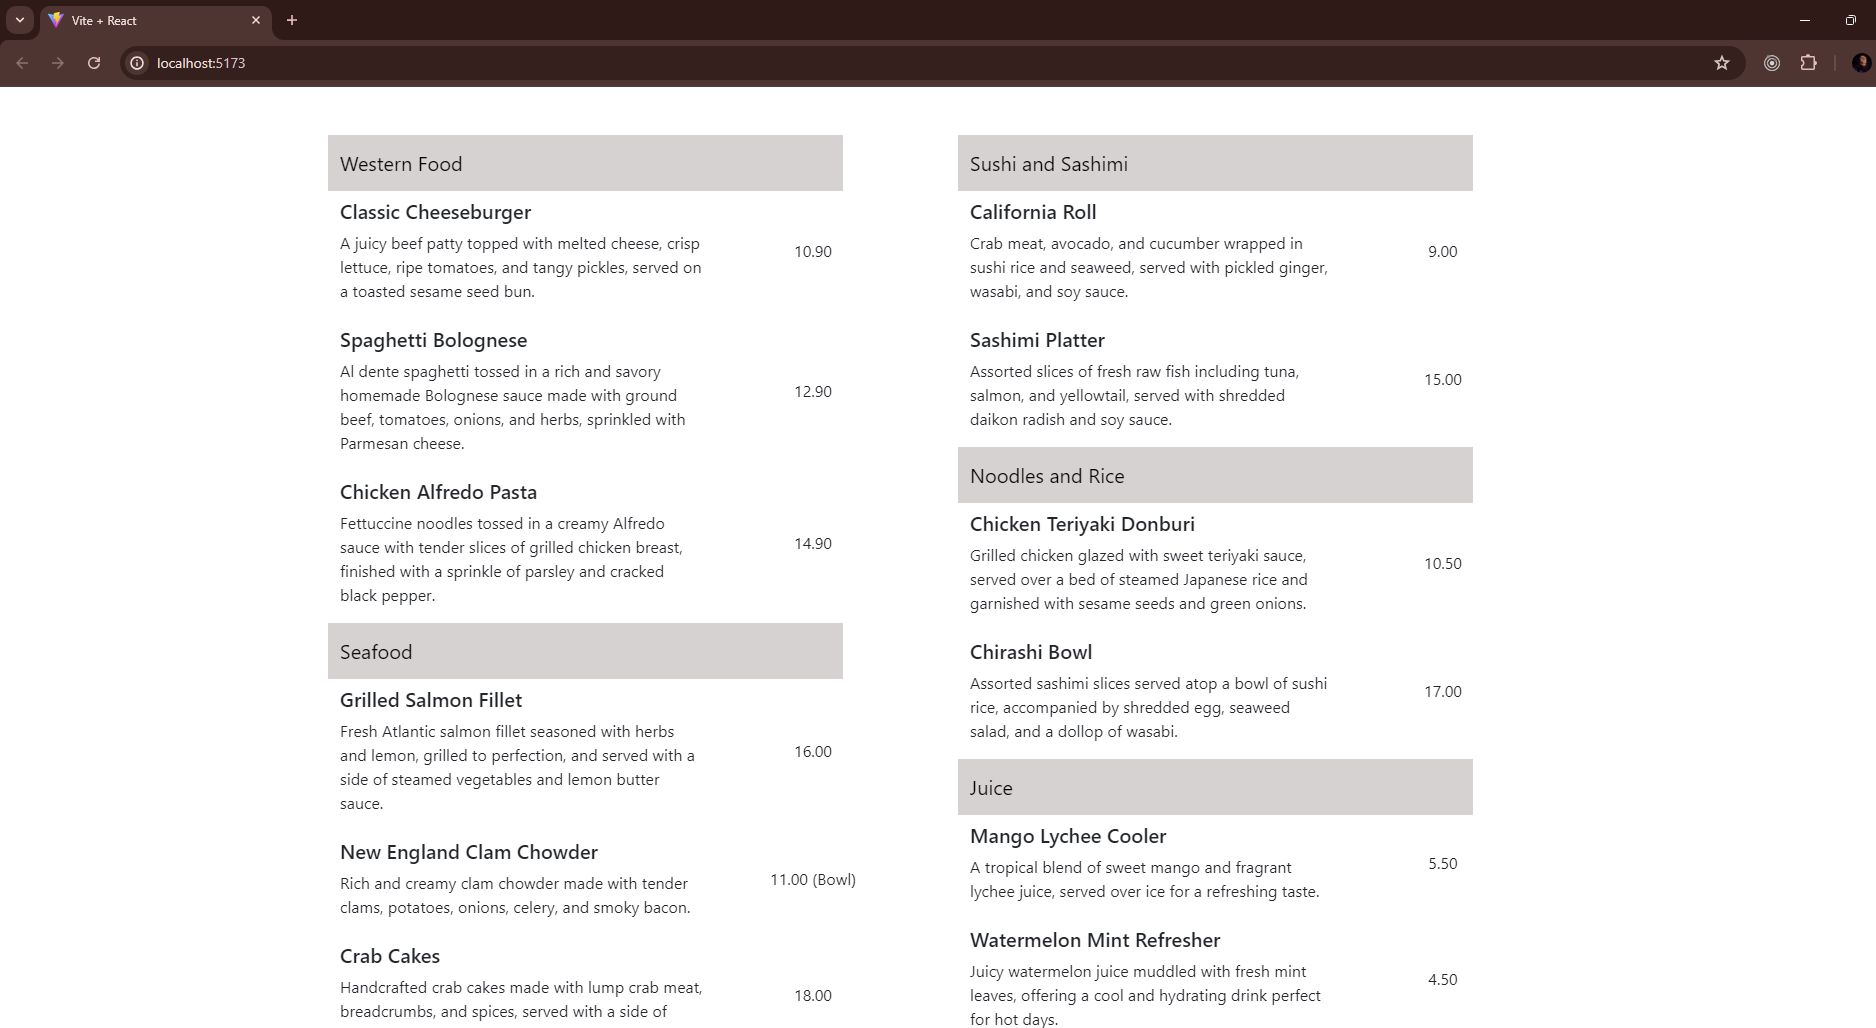 Vite + React
localhost:5173
Western Food
Classic Cheeseburger
A juicy beef patty topped with melted cheese, crisp
lettuce, ripe tomatoes, and tangy pickles, served on
a toasted sesame seed bun.
10.90
Spaghetti Bolognese
Al dente spaghetti tossed in a rich and savory
homemade Bolognese sauce made with ground
beef, tomatoes, onions, and herbs, sprinkled with
Parmesan cheese.
12.90
Chicken Alfredo Pasta
Fettuccine noodles tossed in a creamy Alfredo
sauce with tender slices of grilled chicken breast,
finished with a sprinkle of parsley and cracked
black pepper.
14.90
Seafood
Grilled Salmon Fillet
Fresh Atlantic salmon fillet seasoned with herbs
and lemon, grilled to perfection, and served with a
side of steamed vegetables and lemon butter
sauce.
16.00
New England Clam Chowder
Rich and creamy clam chowder made with tender
clams, potatoes, onions, celery, and smoky bacon.
11.00 (Bowl)
Crab Cakes
Handcrafted crab cakes made with lump crab meat,
breadcrumbs, and spices, served with a side of
18.00
Sushi and Sashimi
California Roll
Crab meat, avocado, and cucumber wrapped in
sushi rice and seaweed, served with pickled ginger,
wasabi, and soy sauce.
9.00
Sashimi Platter
Assorted slices of fresh raw fish including tuna,
salmon, and yellowtail, served with shredded
daikon radish and soy sauce.
15.00
Noodles and Rice
Chicken Teriyaki Donburi
Grilled chicken glazed with sweet teriyaki sauce,
served over a bed of steamed Japanese rice and
garnished with sesame seeds and green onions.
10.50
Chirashi Bowl
Assorted sashimi slices served atop a bowl of sushi
rice, accompanied by shredded egg, seaweed
salad, and a dollop of wasabi.
17.00
Juice
Mango Lychee Cooler
A tropical blend of sweet mango and fragrant
lychee juice, served over ice for a refreshing taste.
5.50
Watermelon Mint Refresher
Juicy watermelon juice muddled with fresh mint
leaves, offering a cool and hydrating drink perfect
for hot days.
4.50